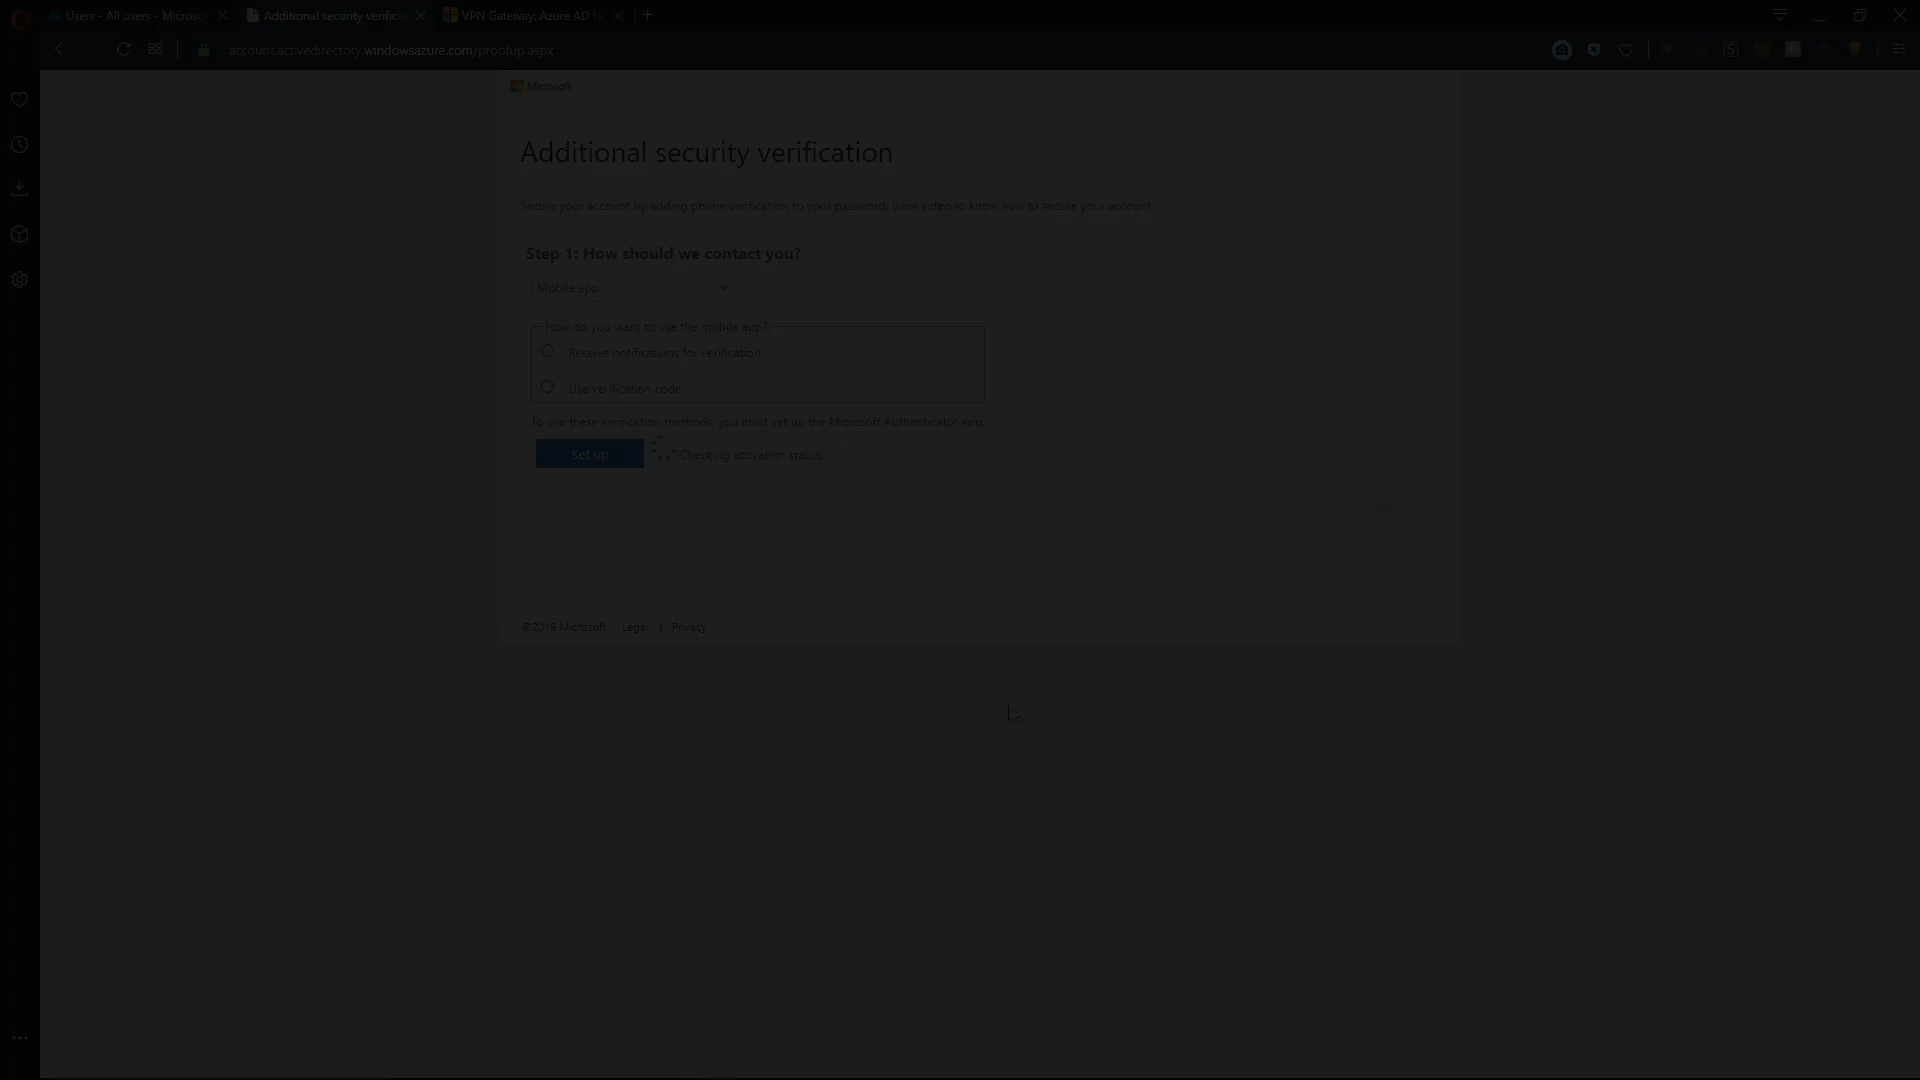 Users - All users - Microsof
Additional security verifica
VPN Gateway: Azure AD te
account.activedirectory.windowsazure.com/proofup.aspx
Microsoft
Additional security verification
Secure your account by adding phone verification to your password. View video to know how to secure your account
Step 1: How should we contact you?
Mobile app
How do you want to use the mobile app?
Receive notifications for verification
Use verification code
To use these verification methods, you must set up the Microsoft Authenticator app.
Set up
Checking activation status.
©2019 Microsoft Legal | Privacy